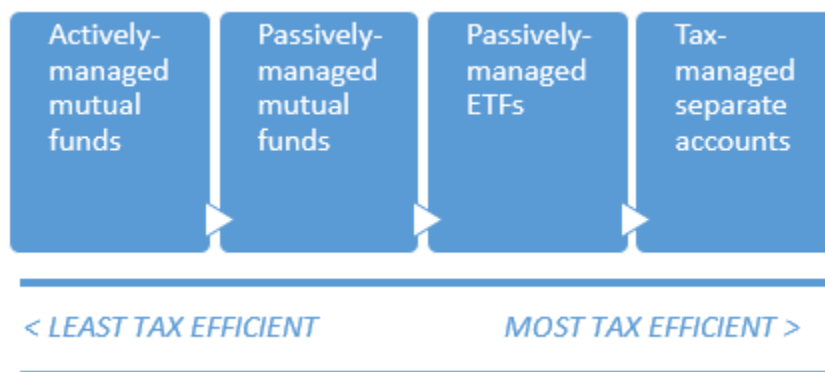 Actively-
managed
mutual
funds
Passively-
managed
mutual
funds
Passively-
managed
ETFs
Tax-
managed
separate
accounts
< LEAST TAX EFFICIENT
MOST TAX EFFICIENT >